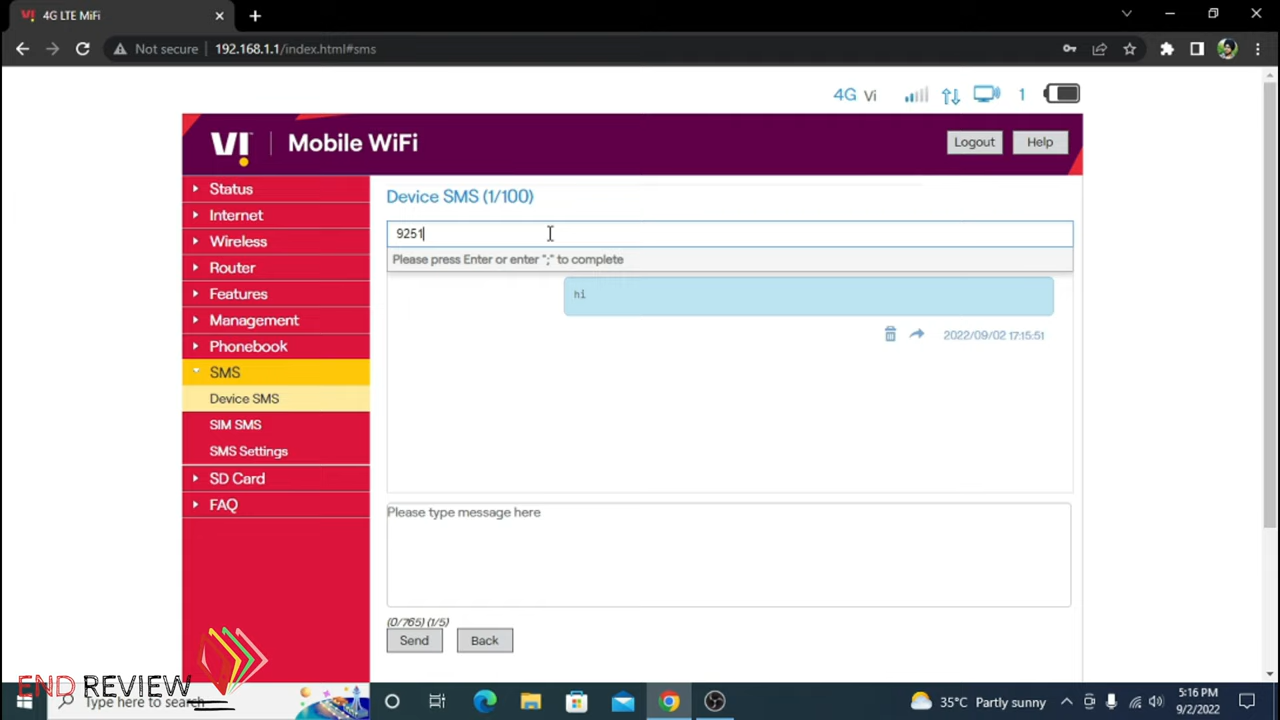 4G LTE MiFi
Not secure
192.168.1.1/index.html#sms
4G Vi
1
VI
Mobile WiFi
Logout
Help
Status
Internet
Wireless
Router
Features
Management
Phonebook
SMS
Device SMS
SIM SMS
SMS Settings
SD Card
FAQ
Device SMS (1/100)
9251
Please press Enter or enter ";" to complete
hi
2022/09/02 17:15:51
Please type message here
(0/765) (1/5)
Send
Back
END REVIEW
Type here to search
35°C Partly sunny
5:16 PM
9/2/2022